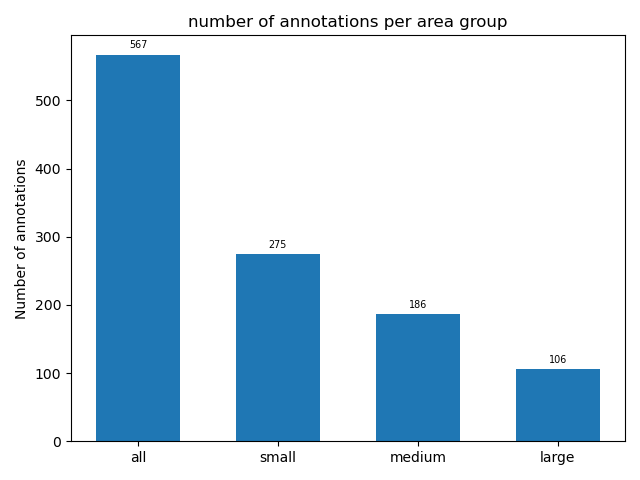 number of annotations per area group
567
275
186
106
Number of annotations
500
400
300
200
100
0
all
small
medium
large